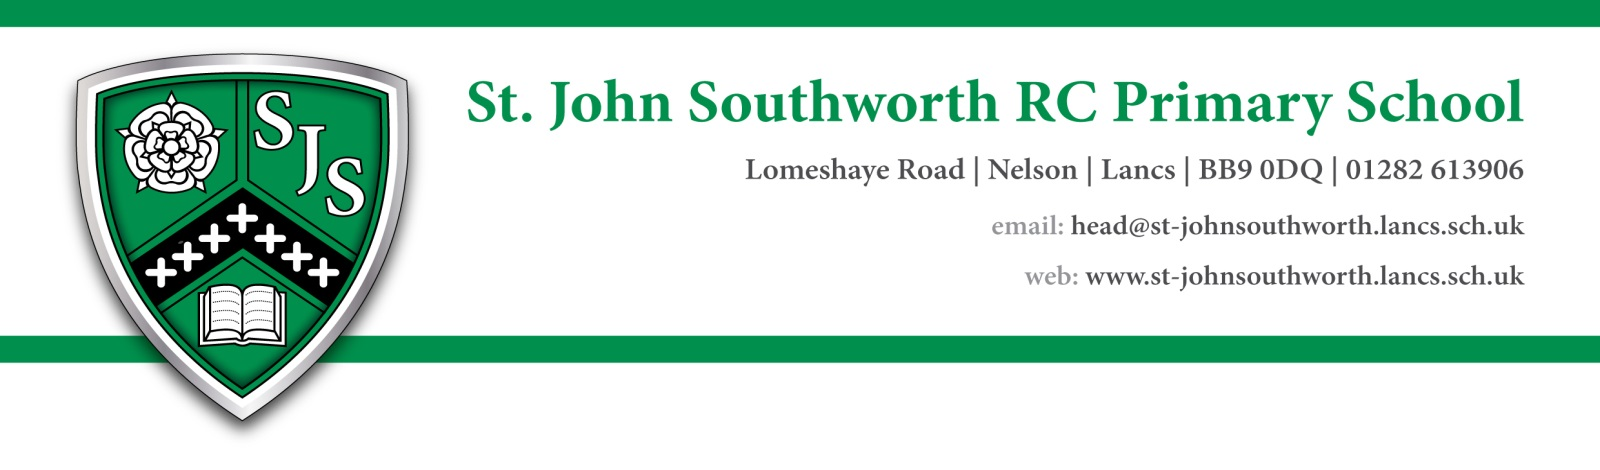 SJS
St. John Southworth RC Primary School
Lomeshaye Road | Nelson | Lancs | BB9 0DQ | 01282 613906
email: head@st-johnsouthworth.lancs.sch.uk
web: www.st-johnsouthworth.lancs.sch.uk